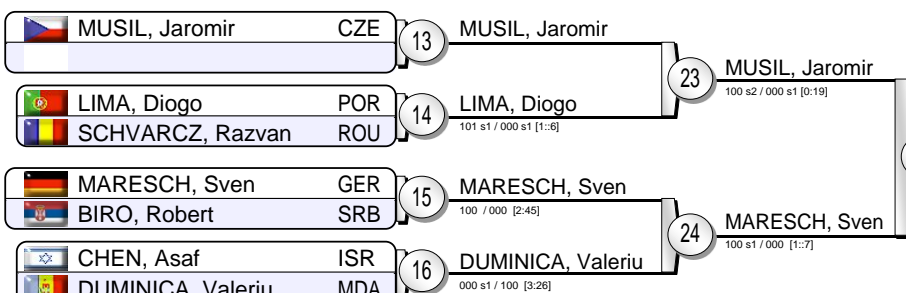 MUSIL, Jaromir CZE
13
MUSIL, Jaromir
LIMA, Diogo POR
SCHVARCZ, Razvan ROU
14
LIMA, Diogo
101 s1 / 000 s1 [1::6]
23
MUSIL, Jaromir
100 s2 / 000 s1 [0:19]
MARESCH, Sven GER
BIRO, Robert SRB
15
MARESCH, Sven
100 / 000 [2:45]
CHEN, Asaf ISR
DUMINICA, Valeriu MDA
16
DUMINICA, Valeriu
000 s1 / 100 [3:26]
24
MARESCH, Sven
100 s1 / 000 [1::7]